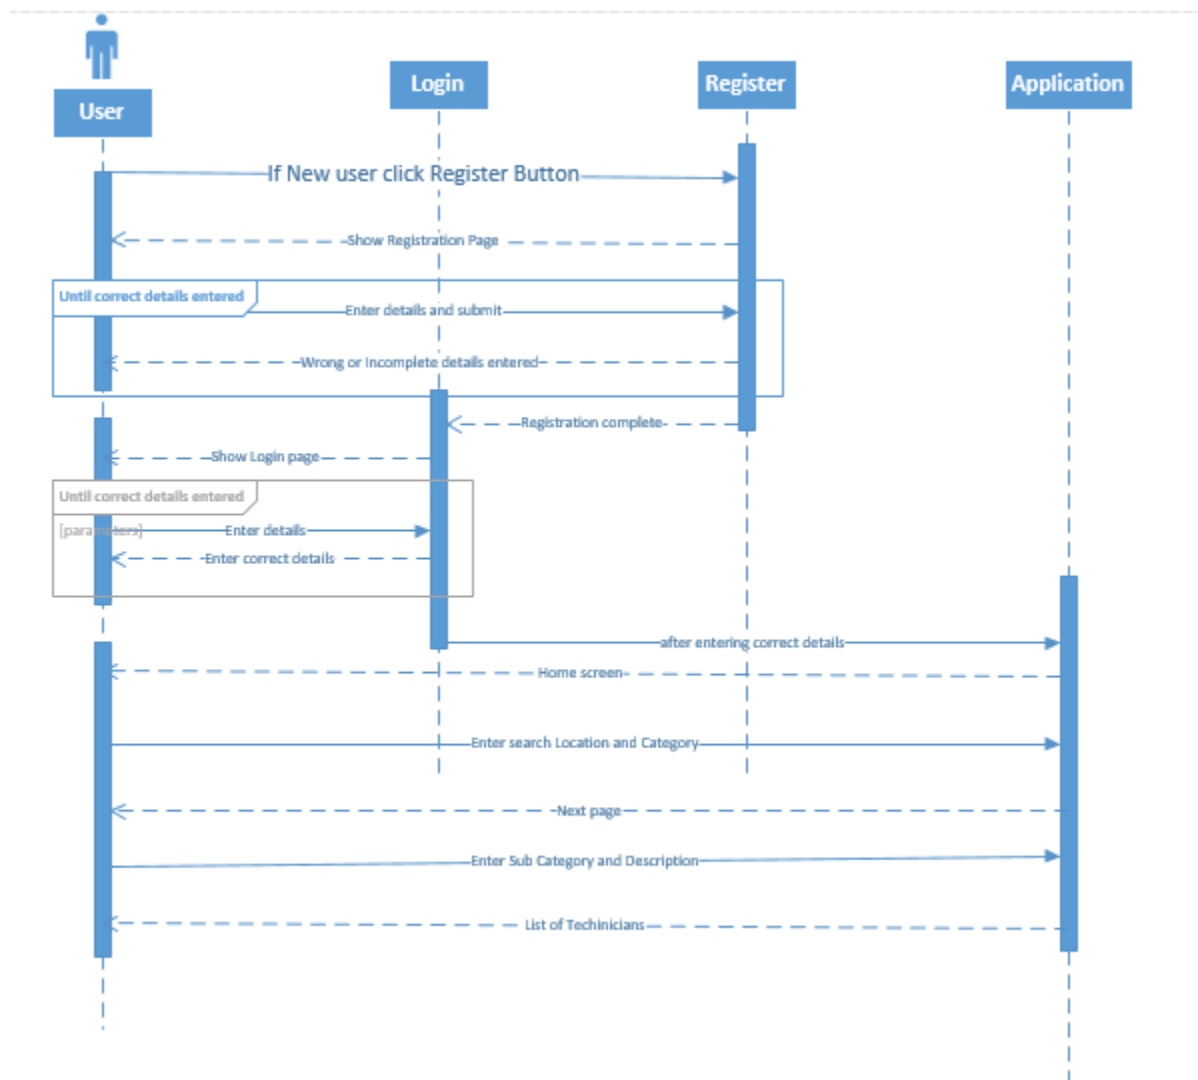 User
Login
Register
Application
If New user click Register Button
Show Registration Page
Until correct details entered
Enter details and submit
Wrong or Incomplete details entered
Registration complete
Show Login page
Until correct details entered
[parameters]
Enter details
Enter correct details
after entering correct details
Home screen
Enter search Location and Category
Next page
Enter Sub Category and Description
List of Techinicians